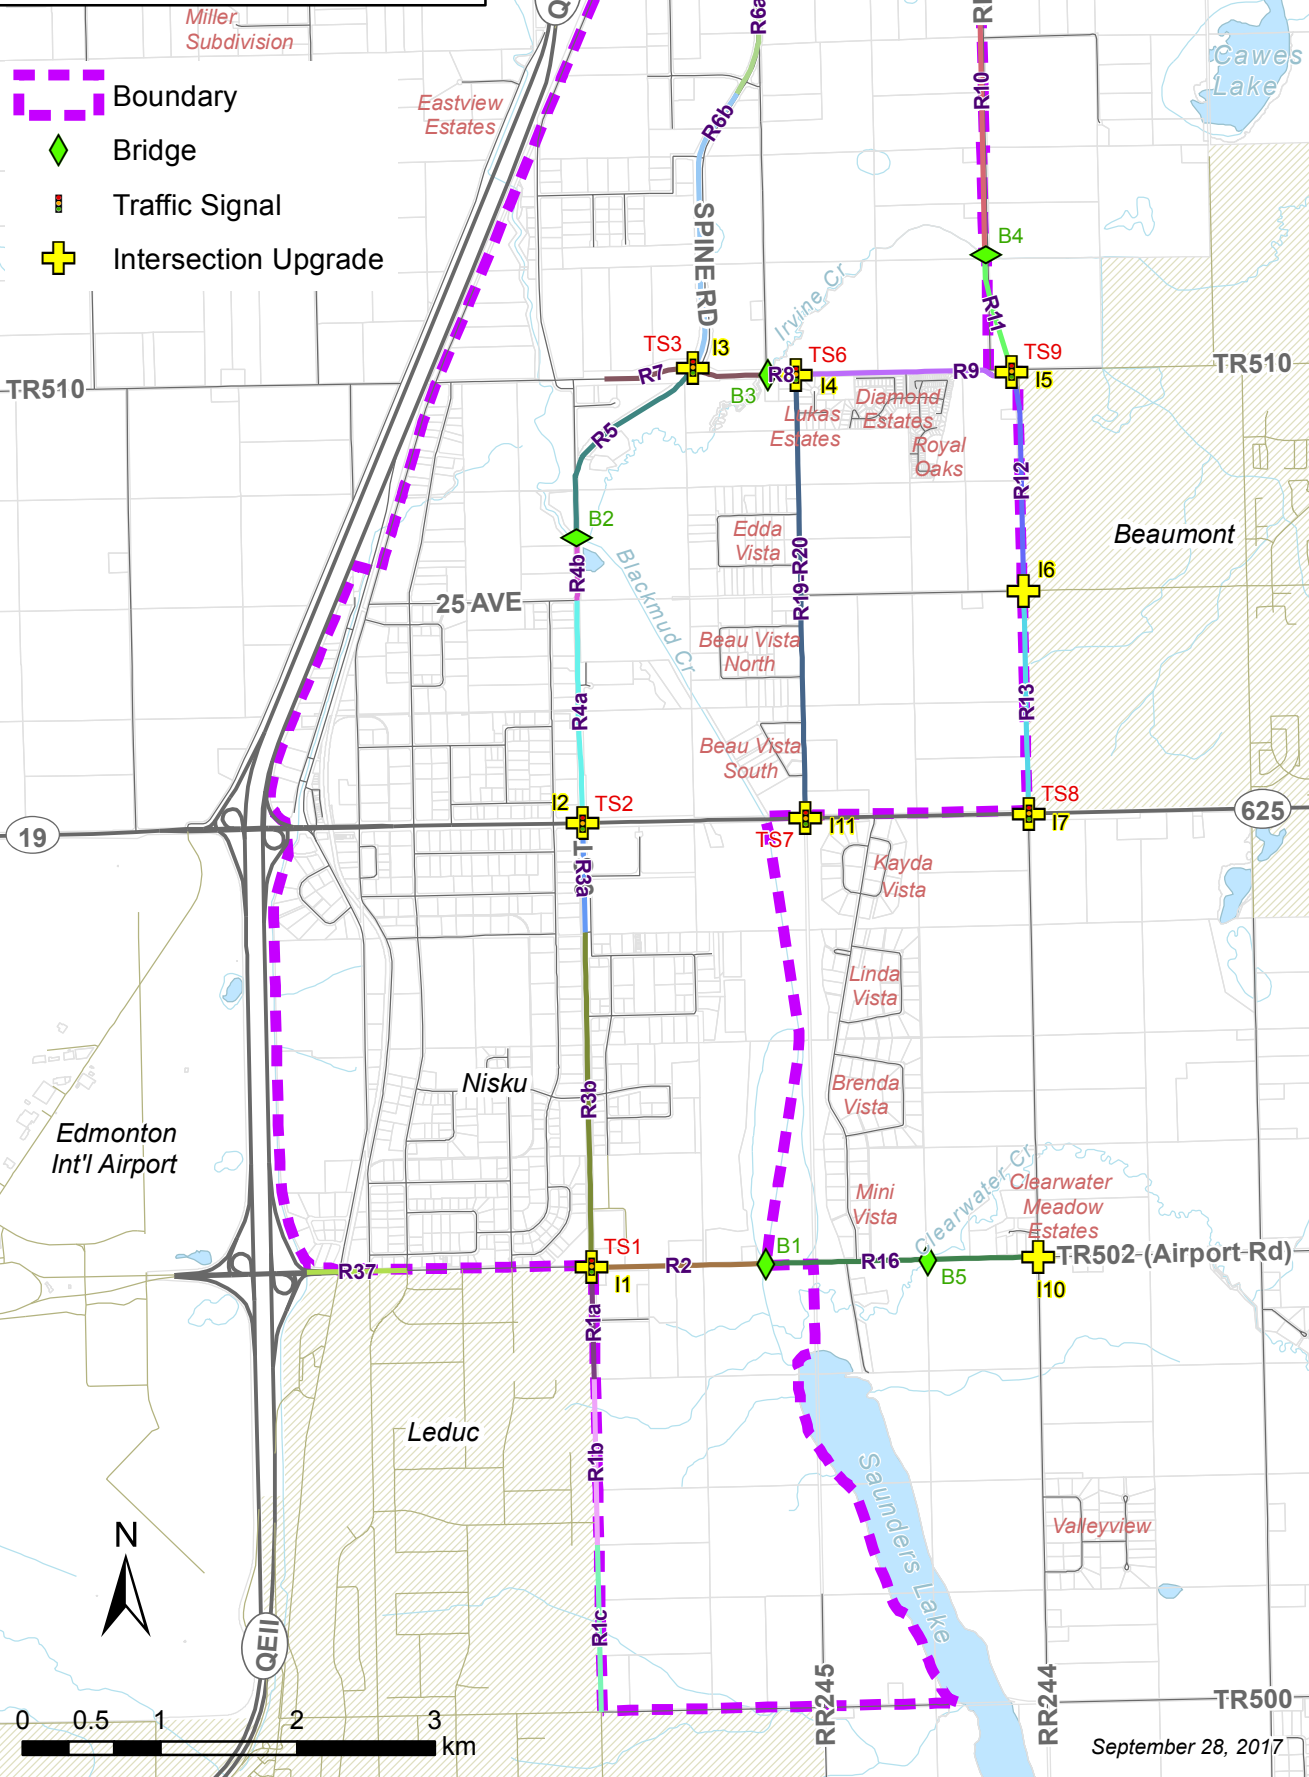 Miller
Subdivision
Q
R6a
Boundary
Bridge
Traffic Signal
Intersection Upgrade
Eastview
Estates
R6b
R10
Cawes
Lake
SPINE RD
Irvine Cr
B4
R11
TR510
TS3
I3
R7
B3
R8
TS6
I4
R9
TS9
I5
TR510
R5
Lukas
Estates
Diamond
Estates
Royal
Oaks
R12
B2
R4b
Edda
Vista
R19-R20
Beaumont
I6
25 AVE
Blackmud Cr
Beau Vista
North
R4a
R13
Beau Vista
South
19
I2
TS2
TS7
I11
TS8
I7
625
R3a
Kayda
Vista
Linda
Vista
Nisku
R3b
Brenda
Vista
Edmonton
Int'l Airport
Mini
Vista
Clearwater Cr
Clearwater
Meadow
Estates
R37
TS1
I1
R2
B1
R16
B5
I10
TR502 (Airport Rd)
R1a
Leduc
R1b
Saunders Lake
Valleyview
N
R1c
QEII
RR245
RR244
TR500
0 0.5 1 2 3
km
September 28, 2017